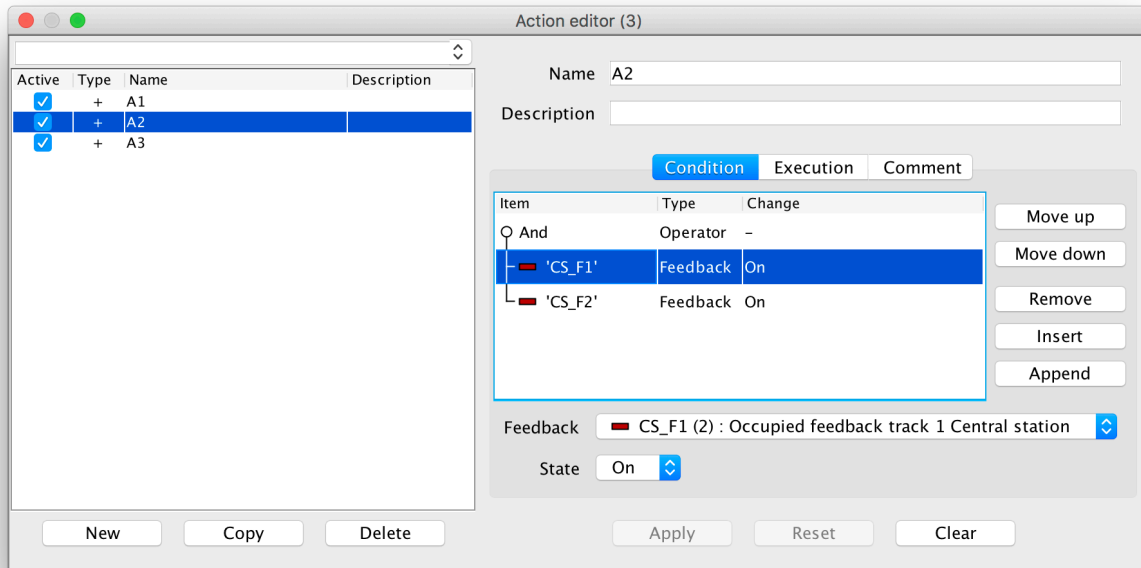 Action editor (3)
Active Type Name Description
+ A1
+ A2
+ A3
New Copy Delete
Name A2
Description
Condition Execution Comment
Item Type Change
And Operator –
'CS_F1' Feedback On
'CS_F2' Feedback On
Move up
Move down
Remove
Insert
Append
Feedback CS_F1 (2) : Occupied feedback track 1 Central station
State On
Apply Reset Clear